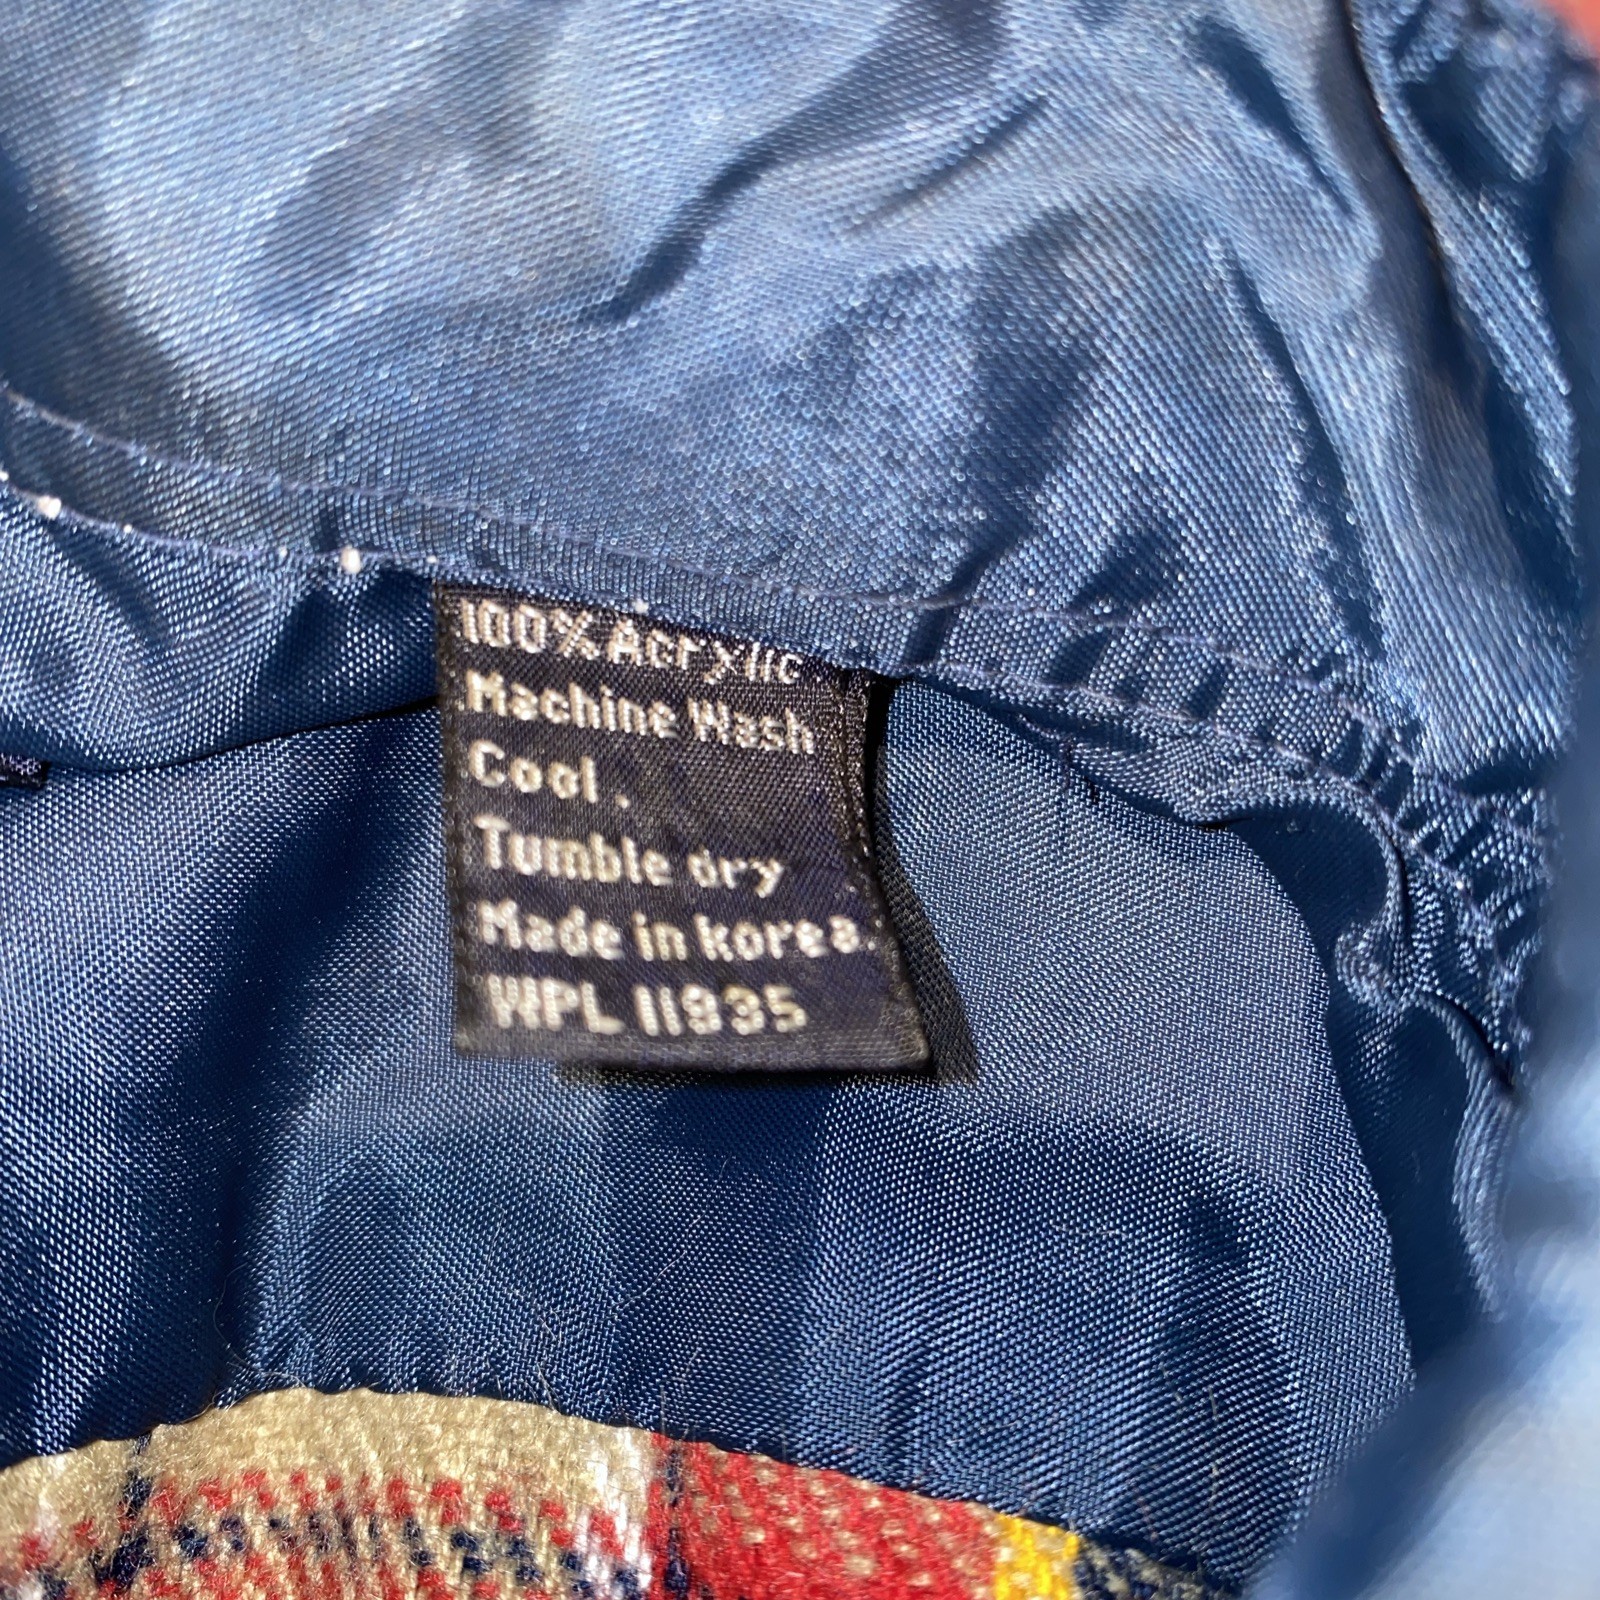 100% Acrylic
Machine Wash
Cool.
Tumble dry
Made in korea.
WPL 11935